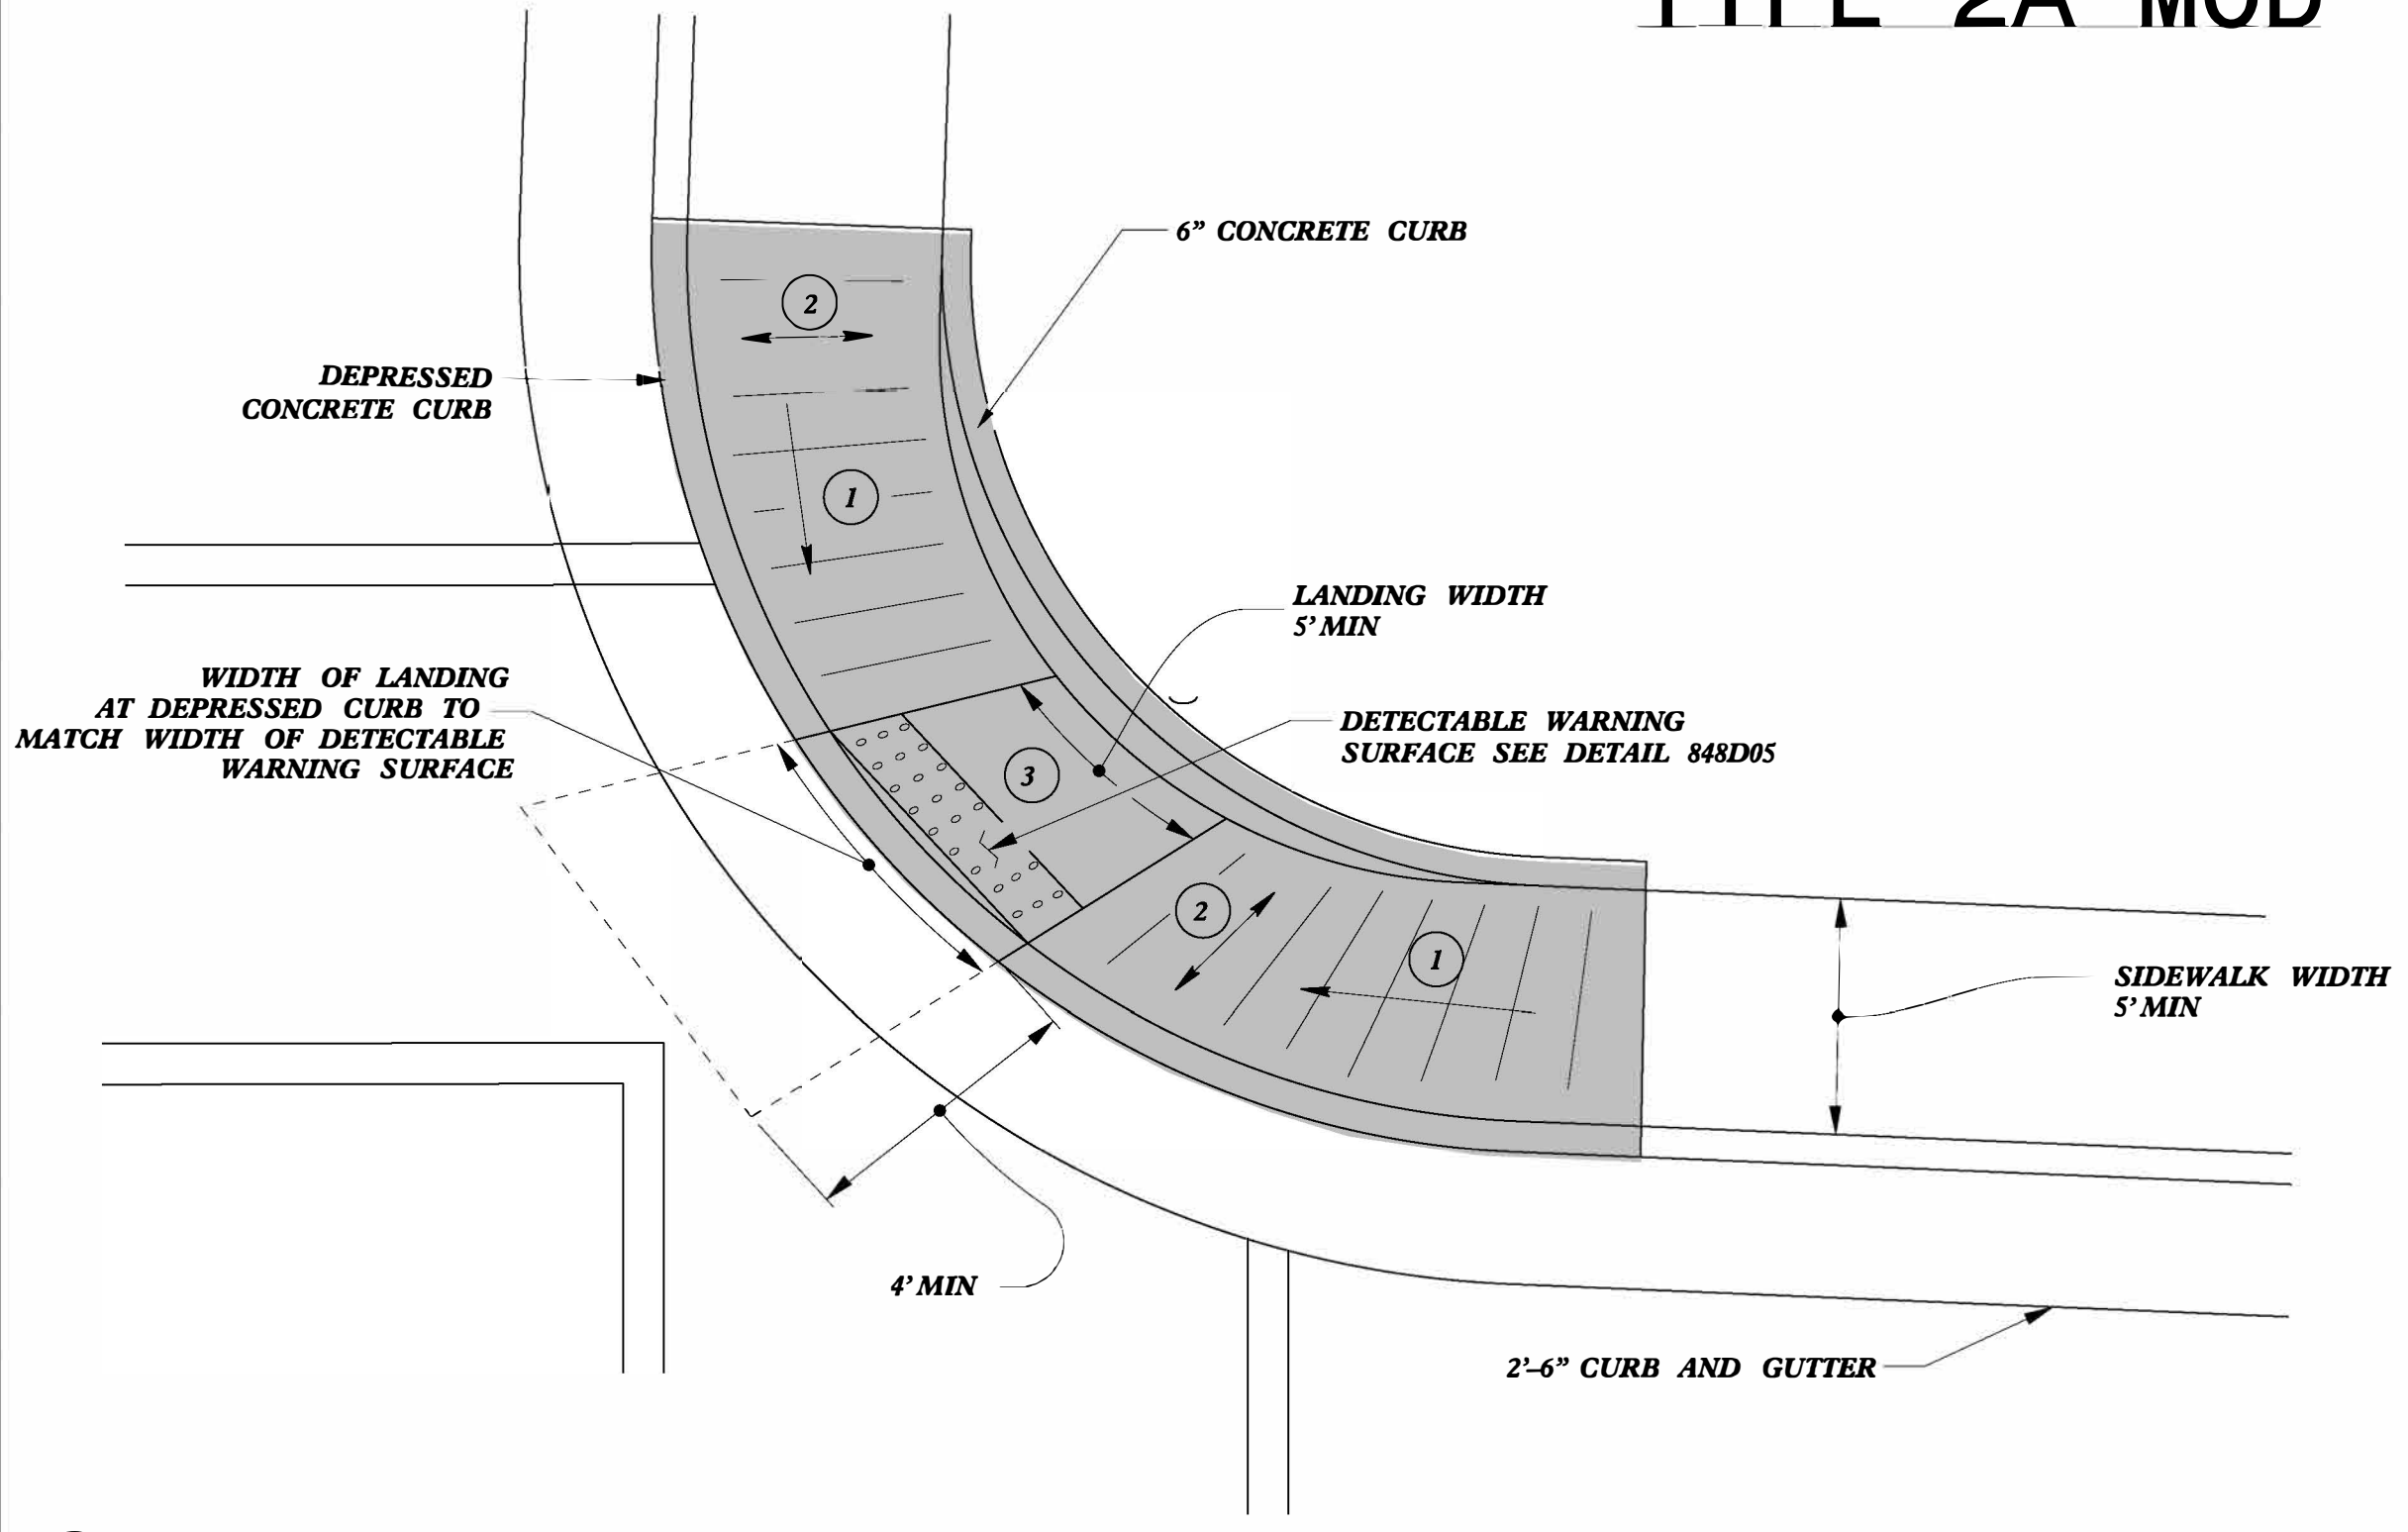 TYPE 2A MOD
6” CONCRETE CURB
2
DEPRESSED
CONCRETE CURB
1
LANDING WIDTH
5’ MIN
WIDTH OF LANDING
AT DEPRESSED CURB TO
MATCH WIDTH OF DETECTABLE
WARNING SURFACE
DETECTABLE WARNING
SURFACE SEE DETAIL 848D05
3
2
1
SIDEWALK WIDTH
5’ MIN
4’ MIN
2’–6” CURB AND GUTTER